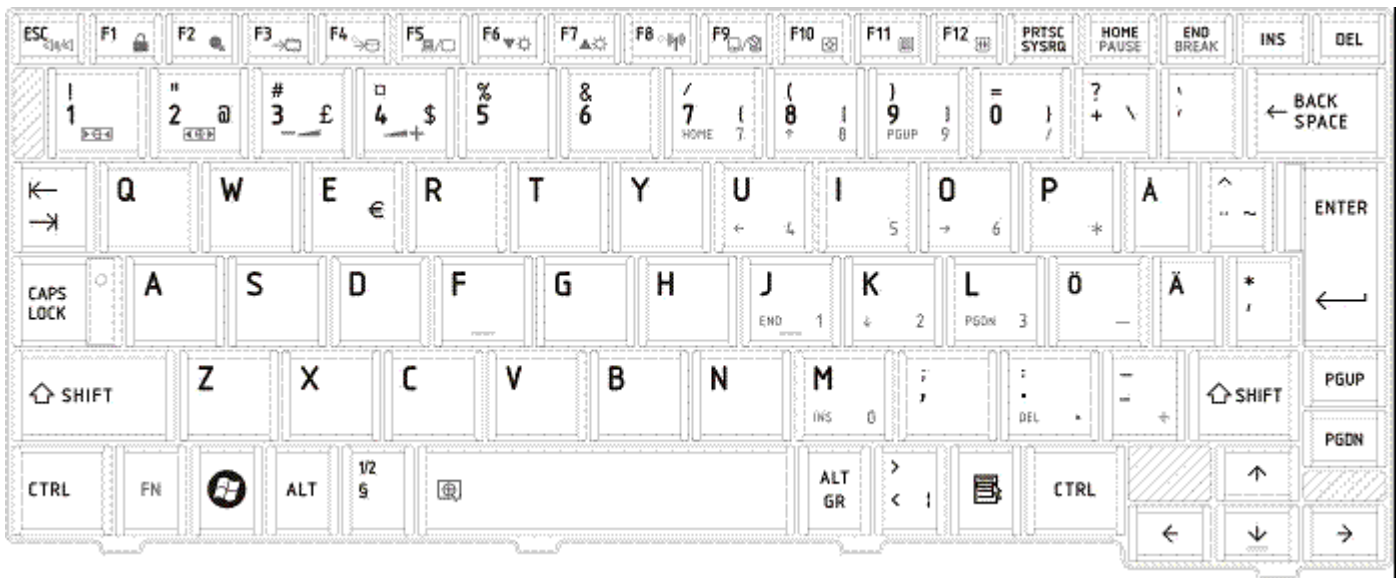 ESC F1 F2 F3 F4 F5 F6 F7 F8 F9 F10 F11 F12 PRTSC HOME END INS DEL
SYSRQ PAUSE BREAK
! " # ¤ % & / ( ) = ? `
1 2 @ 3 £ 4 $ 5 6 7 { 8 [ 9 ] 0 } + \ ´ ← BACK SPACE
HOME 7 ↑ 8 PGUP 9 /
Q W E € R T Y U I O P Å ^ ENTER
← 4 5 → 6 * ¨ ~
CAPS LOCK A S D F G H J K L Ö Ä *
END 1 ↓ 2 PGDN 3 — '
SHIFT Z X C V B N M ; : — SHIFT PGUP
, . -
INS 0 DEL . +
PGDN
CTRL FN ALT 1/2 ALT GR > CTRL ↑
§ < |
← ↓ →